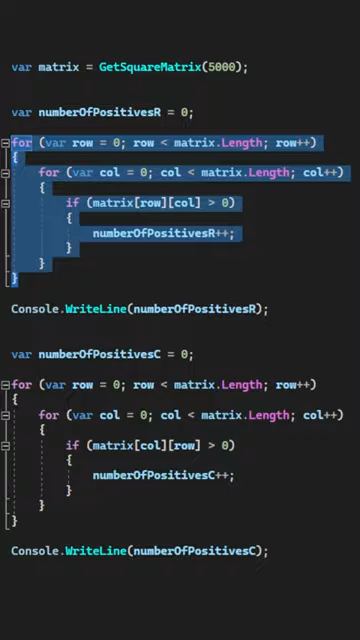 var matrix = GetSquareMatrix(5000);
var numberOfPositivesR = 0;
for (var row = 0; row < matrix.Length; row++)
{
for (var col = 0; col < matrix.Length; col++)
{
if (matrix[row][col] > 0)
{
numberOfPositivesR++;
}
}
}
Console.WriteLine(numberOfPositivesR);
var numberOfPositivesC = 0;
for (var row = 0; row < matrix.Length; row++)
{
for (var col = 0; col < matrix.Length; col++)
{
if (matrix[col][row] > 0)
{
numberOfPositivesC++;
}
}
}
Console.WriteLine(numberOfPositivesC);